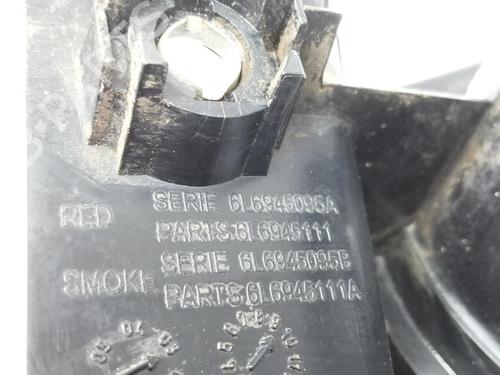 RED SERIE 6L6945095A
PARTS 6L6945111
SERIE 6L6945095B
SMOKE PARTS 6L6945111A